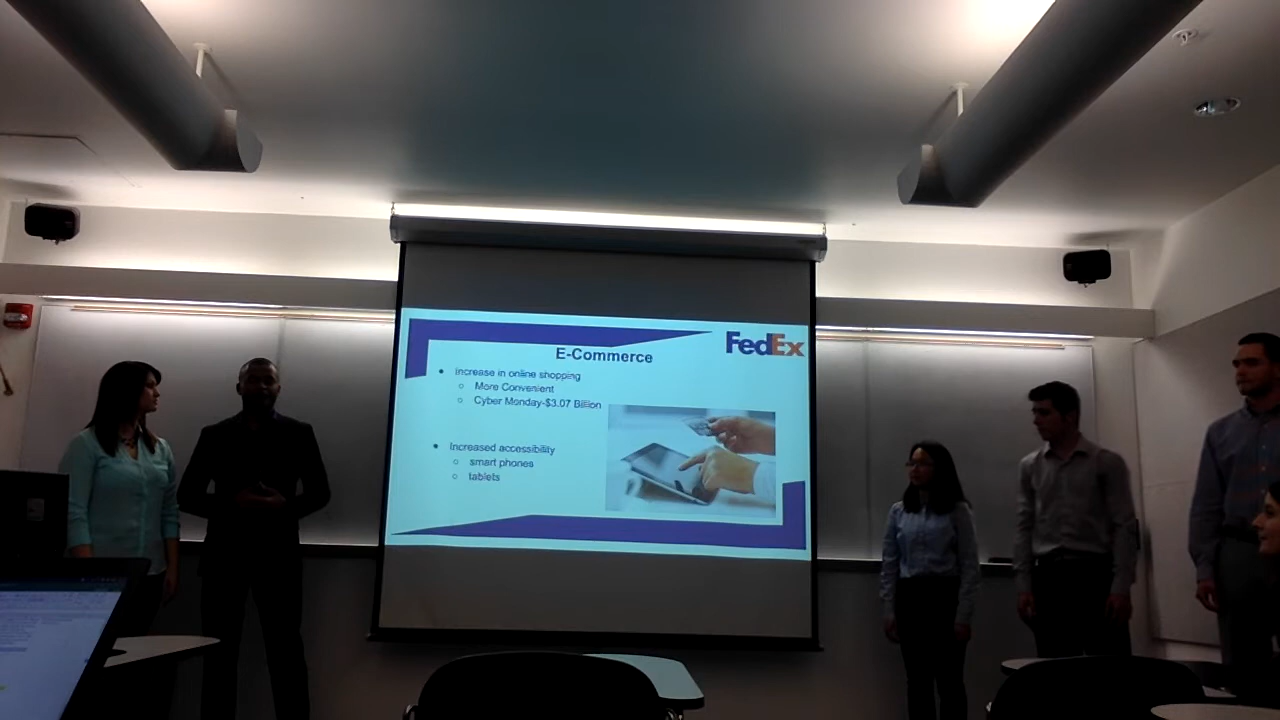 FedEx
E-Commerce
Increase in online shopping
More Convenient
Cyber Monday-$3.07 Billion
Increased accessibility
smart phones
tablets